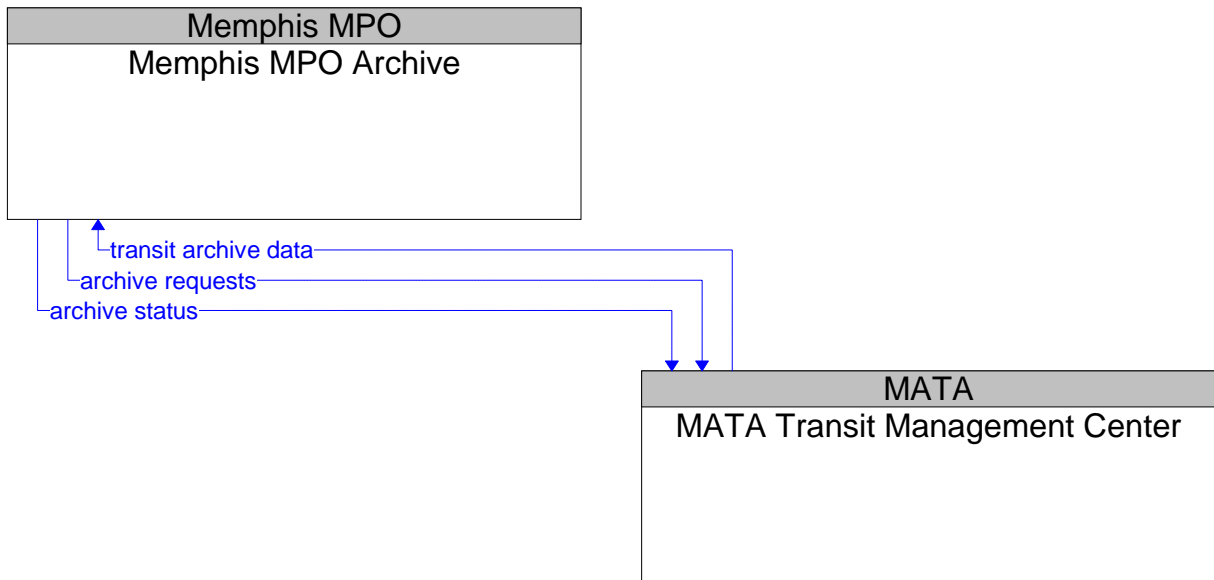 Memphis MPO
Memphis MPO Archive
transit archive data
archive requests
archive status
MATA
MATA Transit Management Center